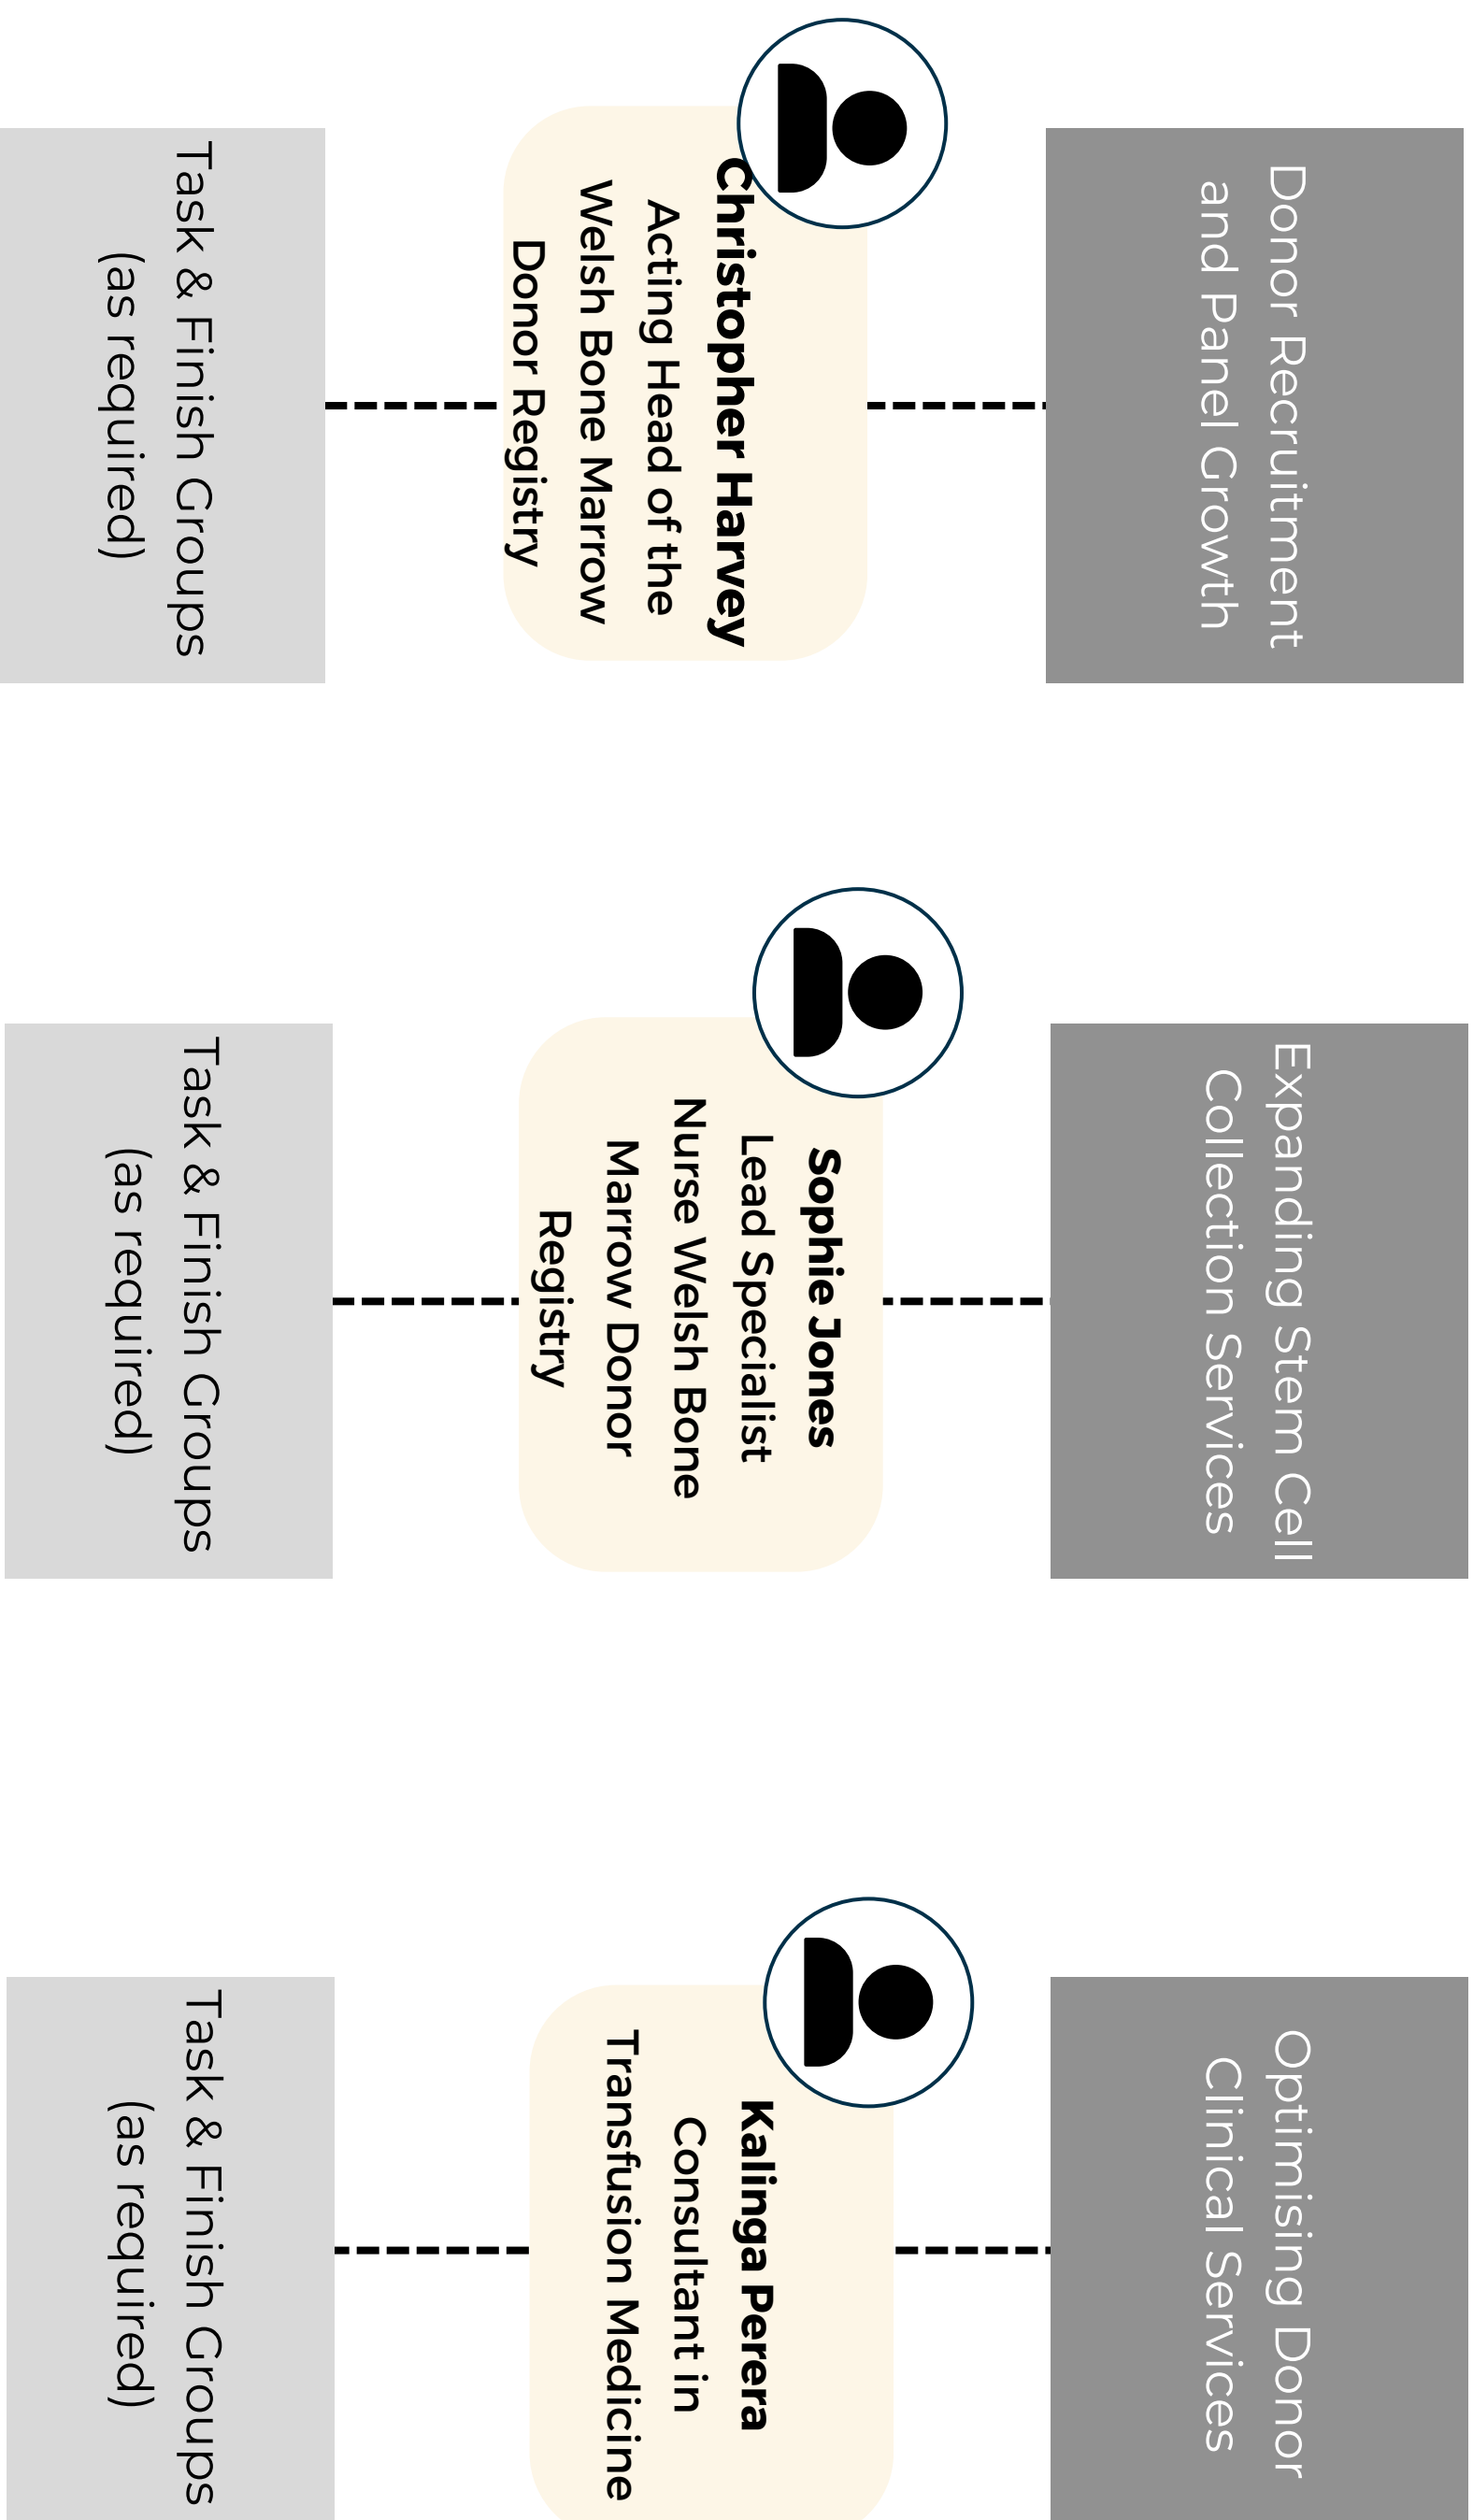 Donor Recruitment
and Panel Growth
Christopher Harvey
Acting Head of the
Welsh Bone Marrow
Donor Registry
Task & Finish Groups
(as required)
Expanding Stem Cell
Collection Services
Sophie Jones
Lead Specialist
Nurse Welsh Bone
Marrow Donor
Registry
Task & Finish Groups
(as required)
Optimising Donor
Clinical Services
Kalinga Perera
Consultant in
Transfusion Medicine
Task & Finish Groups
(as required)